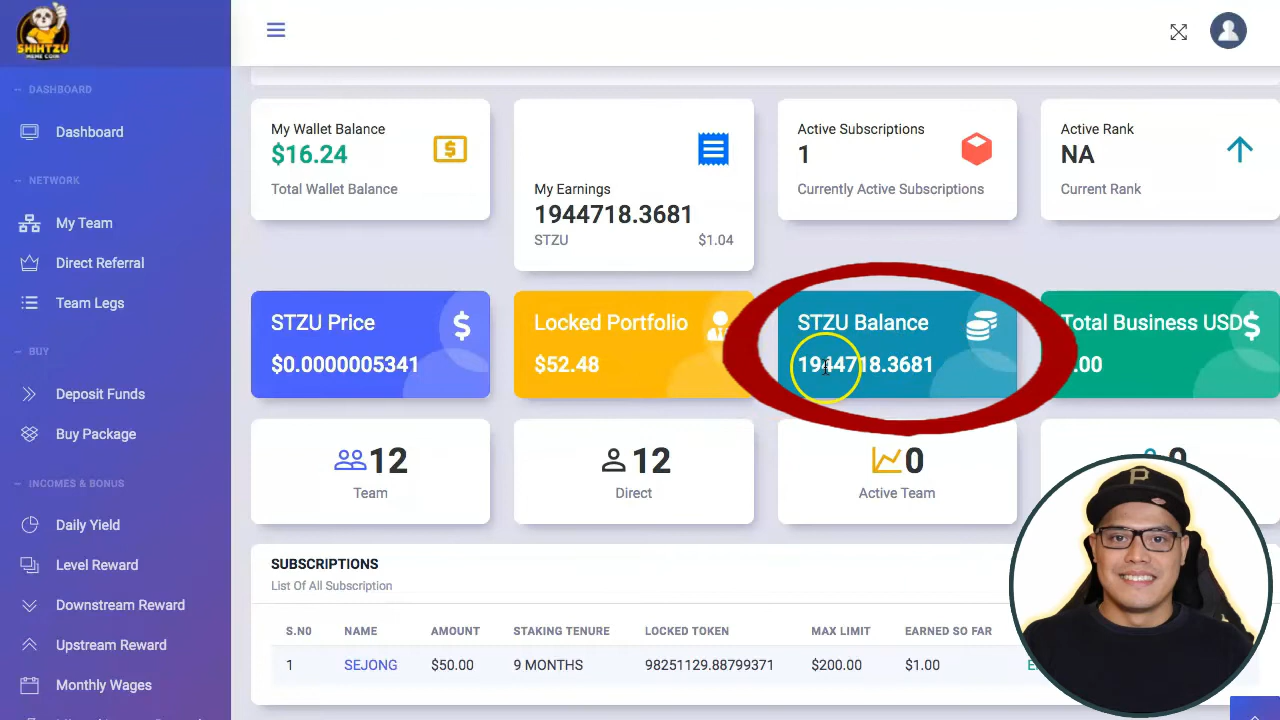 SHIHTZU
MEME COIN
DASHBOARD
Dashboard
NETWORK
My Team
Direct Referral
Team Legs
BUY
Deposit Funds
Buy Package
INCOMES & BONUS
Daily Yield
Level Reward
Downstream Reward
Upstream Reward
Monthly Wages
My Wallet Balance
$16.24
Total Wallet Balance
My Earnings
1944718.3681
STZU $1.04
Active Subscriptions
1
Currently Active Subscriptions
Active Rank
NA
Current Rank
STZU Price
$0.0000005341
Locked Portfolio
$52.48
STZU Balance
1944718.3681
Total Business USD
.00
12
Team
12
Direct
0
Active Team
SUBSCRIPTIONS
List Of All Subscription
S.N0 NAME AMOUNT STAKING TENURE LOCKED TOKEN MAX LIMIT EARNED SO FAR
1 SEJONG $50.00 9 MONTHS 98251129.88799371 $200.00 $1.00
P